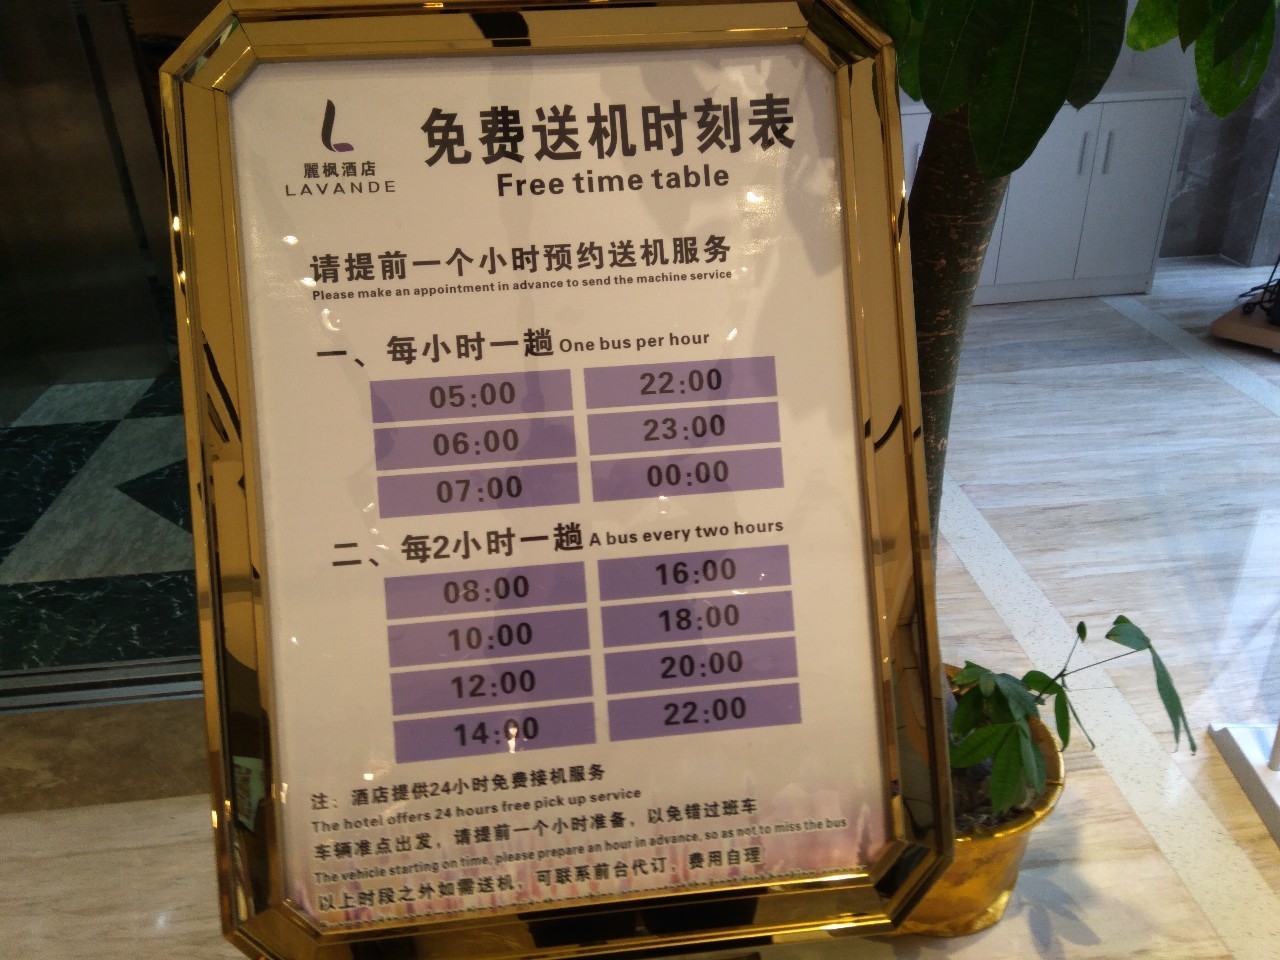 麗枫酒店
LAVANDE
免费送机时刻表
Free time table
请提前一个小时预约送机服务
Please make an appointment in advance to send the machine service
一、每小时一趟 One bus per hour
05:00 22:00
06:00 23:00
07:00 00:00
二、每2小时一趟 A bus every two hours
08:00 16:00
10:00 18:00
12:00 20:00
14:00 22:00
注：酒店提供24小时免费接机服务
The hotel offers 24 hours free pick up service
车辆准点出发，请提前一个小时准备，以免错过班车
The vehicle starting on time, please prepare an hour in advance, so as not to miss the bus
以上时段之外如需送机，可联系前台代订，费用自理